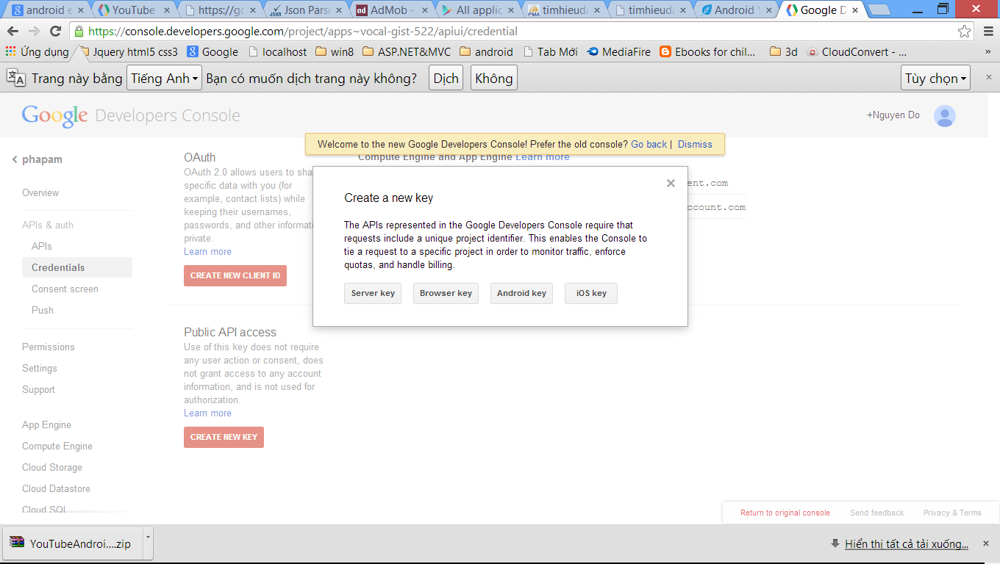 android e
YouTube
https://go
Json Parse
AdMob -
All applic
timhieuda
timhieuda
Android Y
Google D
https://console.developers.google.com/project/apps~vocal-gist-522/apiui/credential
Ứng dụng
Jquery html5 css3
Google
localhost
win8
ASP.NET&MVC
android
Tab Mới
MediaFire
Ebooks for chil...
3d
CloudConvert - ...
Trang này bằng Tiếng Anh Bạn có muốn dịch trang này không? Dịch Không Tùy chọn
Google Developers Console
+Nguyen Do
Welcome to the new Google Developers Console! Prefer the old console? Go back | Dismiss
phapam
Overview
APIs & auth
APIs
Credentials
Consent screen
Push
Permissions
Settings
Support
App Engine
Compute Engine
Cloud Storage
Cloud Datastore
Cloud SQL
OAuth
OAuth 2.0 allows users to sha
specific data with you (for
example, contact lists) while
keeping their usernames,
passwords, and other informati
private.
Learn more
CREATE NEW CLIENT ID
Compute Engine and App Engine Learn more
ent.com
ccount.com
Create a new key
The APIs represented in the Google Developers Console require that
requests include a unique project identifier. This enables the Console to
tie a request to a specific project in order to monitor traffic, enforce
quotas, and handle billing.
Server key
Browser key
Android key
iOS key
Public API access
Use of this key does not require
any user action or consent, does
not grant access to any account
information, and is not used for
authorization.
Learn more
CREATE NEW KEY
Return to original console
Send feedback
Privacy & Terms
YouTubeAndroi....zip
Hiển thị tất cả tải xuống...